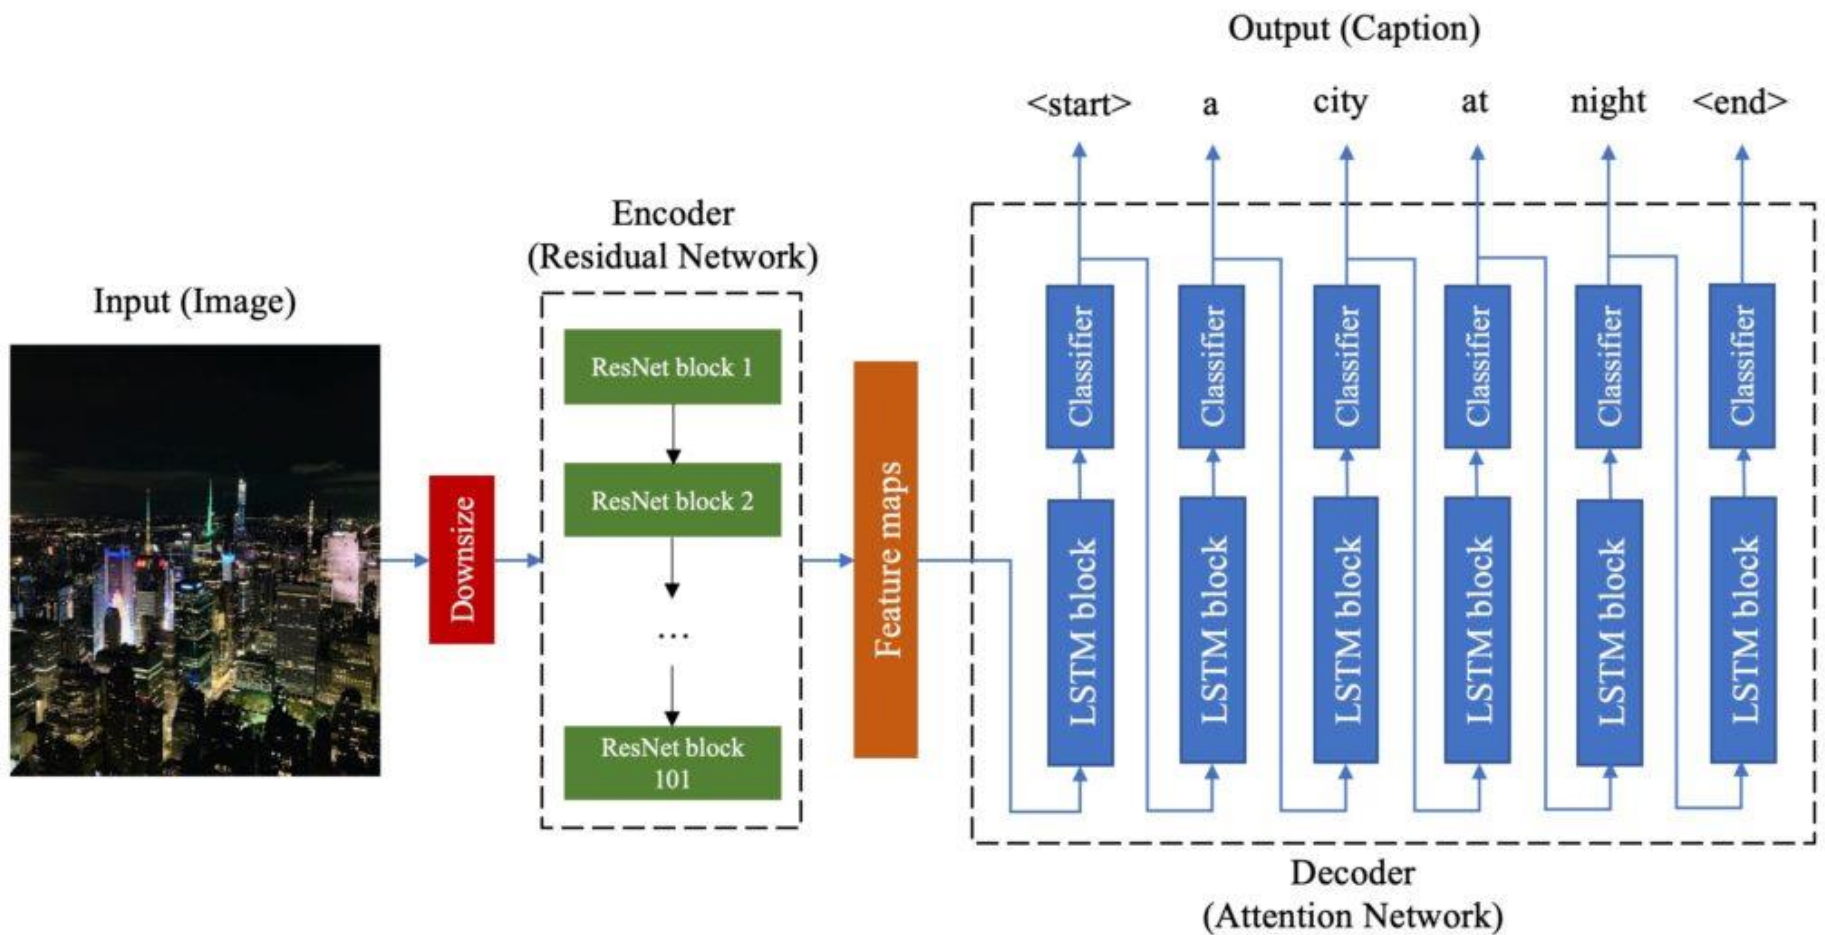 Output (Caption)
<start> a city at night <end>
Encoder
(Residual Network)
Input (Image)
ResNet block 1
ResNet block 2
...
ResNet block
101
Downsize
Feature maps
Classifier Classifier Classifier Classifier Classifier Classifier
LSTM block LSTM block LSTM block LSTM block LSTM block LSTM block
Decoder
(Attention Network)